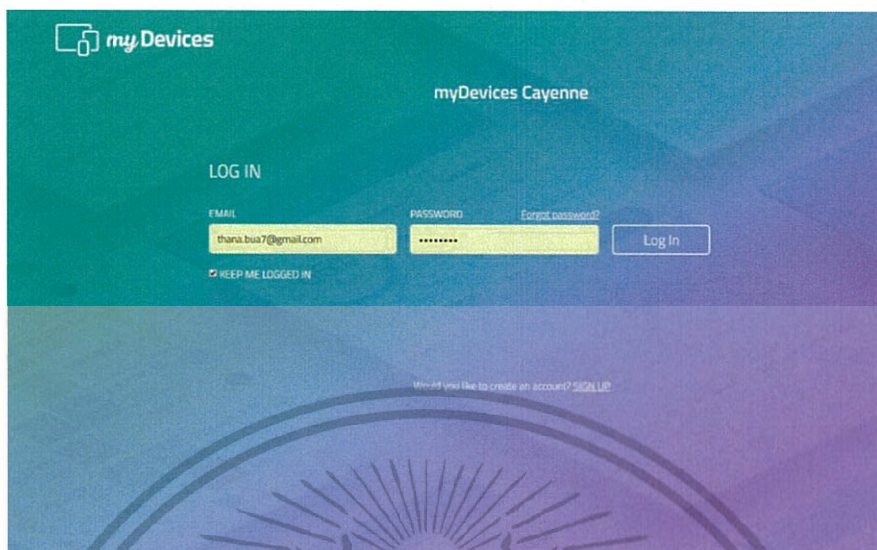 my Devices
myDevices Cayenne
LOG IN
EMAIL PASSWORD Forgot password?
thana.bua7@gmail.com •••••••• Log In
KEEP ME LOGGED IN
Would you like to create an account? SIGN UP